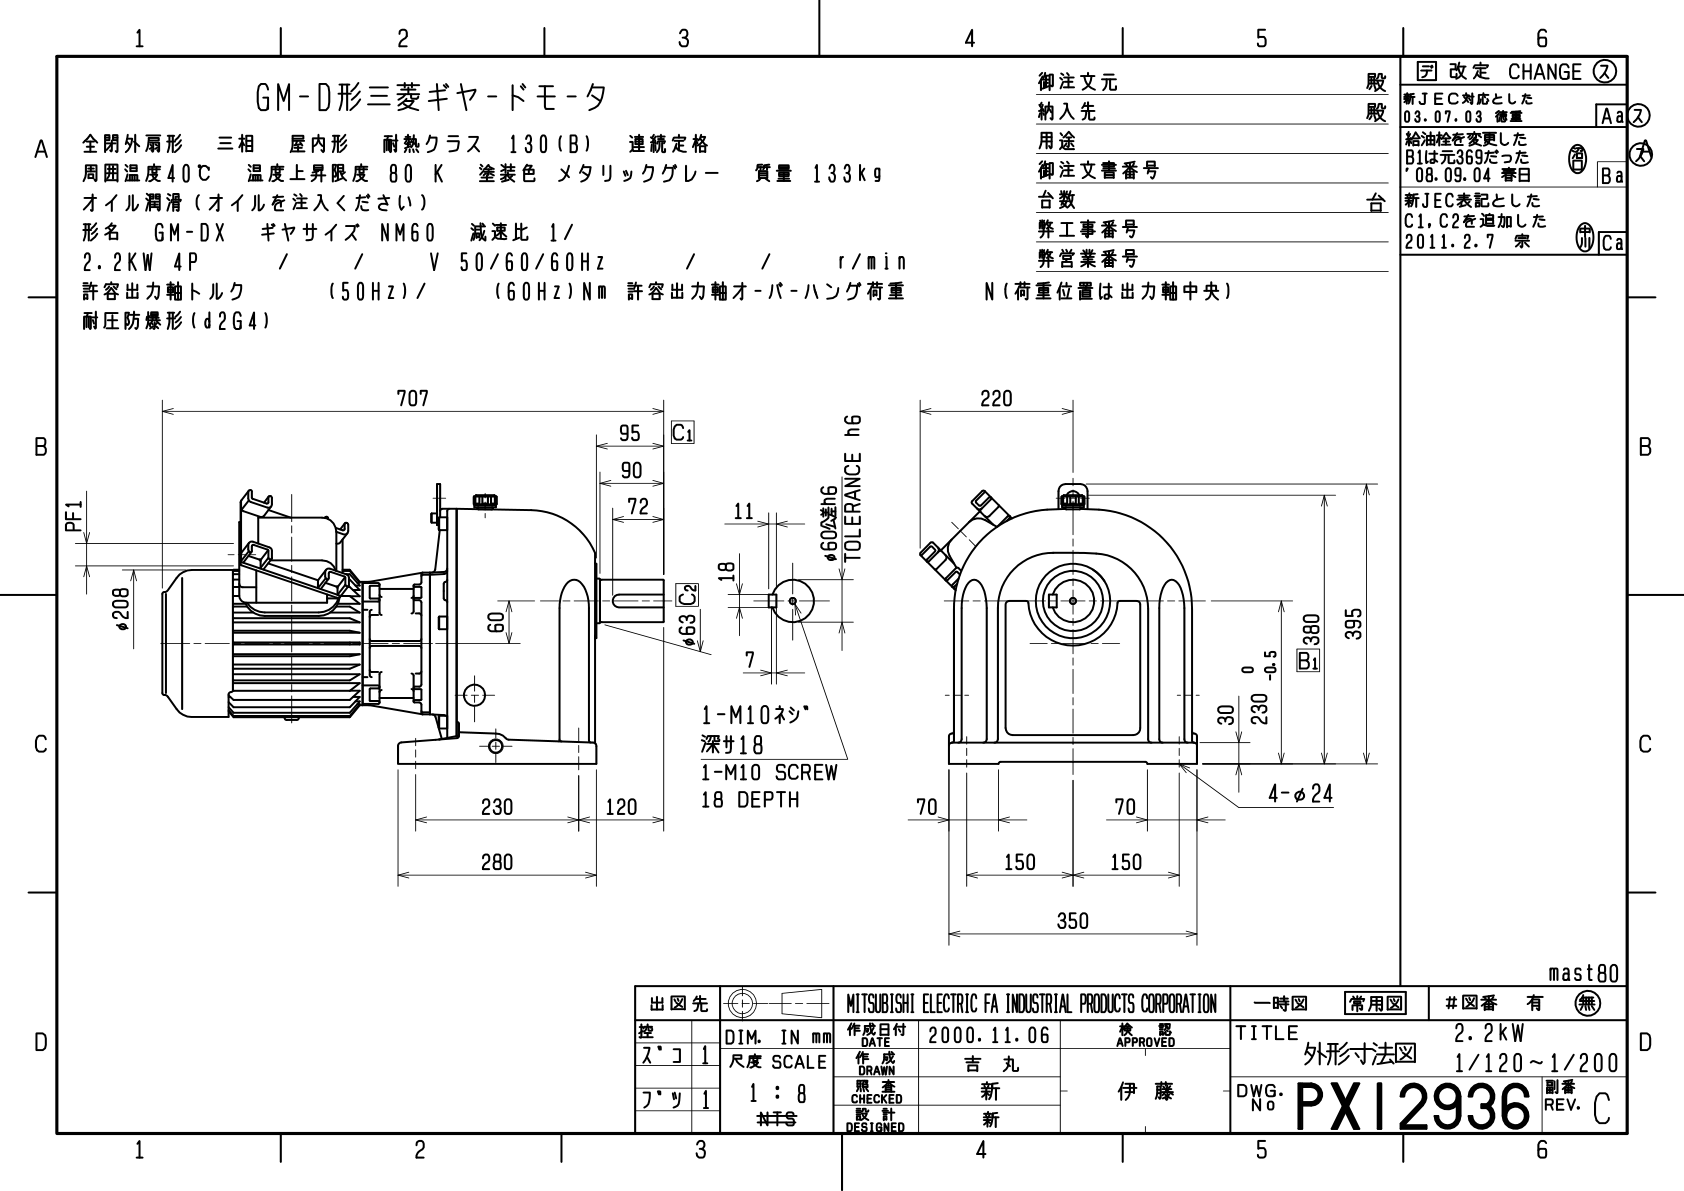 1 2 3 4 5 6
A
B
C
D
GM-D形三菱ギヤードモータ
全閉外扇形 三相 屋内形 耐熱クラス 130(B) 連続定格
周囲温度40℃ 温度上昇限度 80 K 塗装色 メタリックグレー 質量 133kg
オイル潤滑(オイルを注入ください)
形名 GM-DX ギヤサイズ NM60 減速比 1/
2.2KW 4P / / V 50/60/60Hz / / r/min
許容出力軸トルク (50Hz)/ (60Hz)Nm 許容出力軸オーバーハング荷重 N(荷重位置は出力軸中央)
耐圧防爆形(d2G4)
御注文元 殿
納入先 殿
用途
御注文書番号
台数 台
弊工事番号
弊営業番号
デ 改定 CHANGE ス
新JEC対応とした
03.07.03 徳重 Aa ス
給油栓を変更した
B1は元369だった
'08.09.04 春日 Ba
新JEC表記とした
C1,C2を追加した
2011.2.7 宗 Ca
A
B
C
D
707
95 C1
90
72
PF1
φ208
60
φ63 C2
230
120
280
11
18
7
φ60公差h6
TOLERANCE h6
1-M10ネジ
深サ18
1-M10 SCREW
18 DEPTH
220
395
380
B1
0
-0.5
230
30
4-φ24
70
70
150
150
350
mast80
出図先
控
ズコ 1
ブツ 1
DIM. IN mm
尺度 SCALE
1 : 8
NTS
MITSUBISHI ELECTRIC FA INDUSTRIAL PRODUCTS CORPORATION
作成日付
DATE
2000.11.06
作成
DRAWN
吉丸
照査
CHECKED
新
設計
DESIGNED
新
検認
APPROVED
伊藤
一時図 常用図 #図番 有 無
TITLE
外形寸法図
2.2kW
1/120~1/200
DWG.
No
PX12936
副番
REV.
C
1 2 3 4 5 6